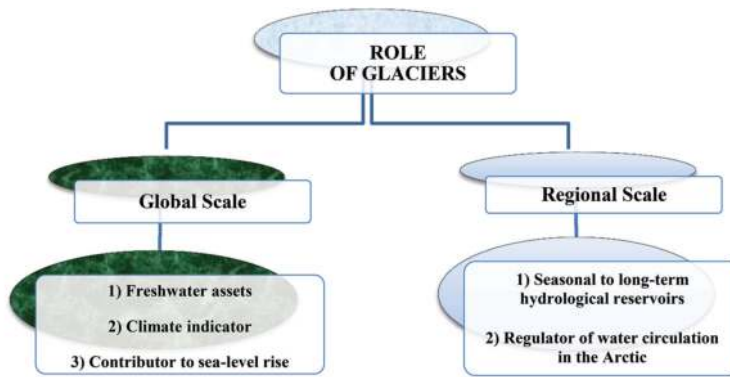 ROLE
OF GLACIERS
Global Scale
Regional Scale
1) Freshwater assets
2) Climate indicator
3) Contributor to sea-level rise
1) Seasonal to long-term
hydrological reservoirs
2) Regulator of water circulation
in the Arctic